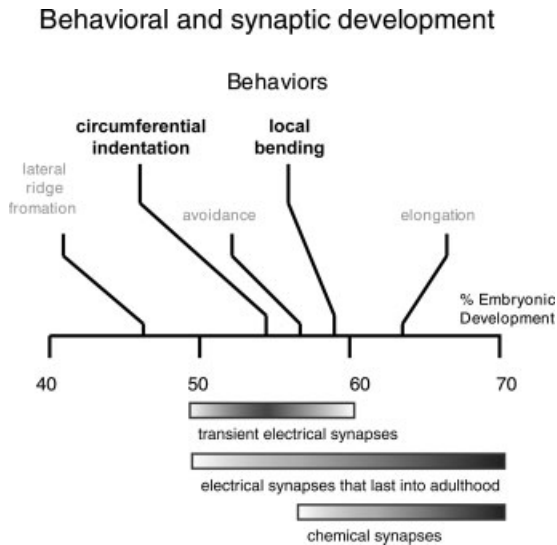 Behavioral and synaptic development
Behaviors
circumferential
indentation
local
bending
lateral
ridge
fromation
avoidance
elongation
% Embryonic
Development
40
50
60
70
transient electrical synapses
electrical synapses that last into adulthood
chemical synapses